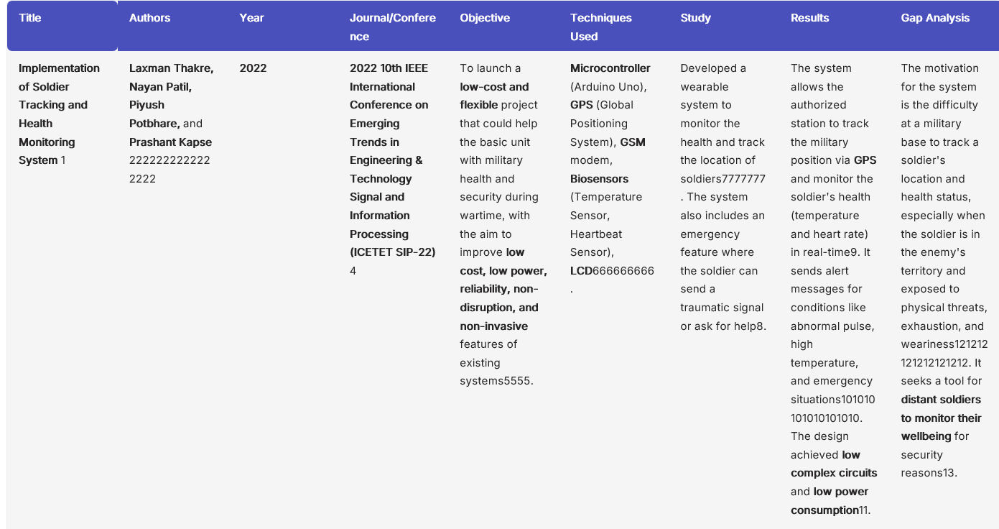 Title
Authors
Year
Journal/Confere
nce
Objective
Techniques
Used
Study
Results
Gap Analysis
Implementation
of Soldier
Tracking and
Health
Monitoring
System 1
Laxman Thakre,
Nayan Patil,
Piyush
Potbhare, and
Prashant Kapse
222222222222
2222
2022
2022 10th IEEE
International
Conference on
Emerging
Trends in
Engineering &
Technology
Signal and
Information
Processing
(ICETET SIP-22)
4
To launch a
low-cost and
flexible project
that could help
the basic unit
with military
health and
security during
wartime, with
the aim to
improve low
cost, low power,
reliability, non-
disruption, and
non-invasive
features of
existing
systems5555.
Microcontroller
(Arduino Uno),
GPS (Global
Positioning
System), GSM
modem,
Biosensors
(Temperature
Sensor,
Heartbeat
Sensor),
LCD666666666
.
Developed a
wearable
system to
monitor the
health and track
the location of
soldiers7777777
. The system
also includes an
emergency
feature where
the soldier can
send a
traumatic signal
or ask for help8.
The system
allows the
authorized
station to track
the military
position via GPS
and monitor the
soldier's health
(temperature
and heart rate)
in real-time9. It
sends alert
messages for
conditions like
abnormal pulse,
high
temperature,
and emergency
situations101010
101010101010.
The design
achieved low
complex circuits
and low power
consumption11.
The motivation
for the system
is the difficulty
at a military
base to track a
soldier's
location and
health status,
especially when
the soldier is in
the enemy's
territory and
exposed to
physical threats,
exhaustion, and
weariness121212
121212121212. It
seeks a tool for
distant soldiers
to monitor their
wellbeing for
security
reasons13.